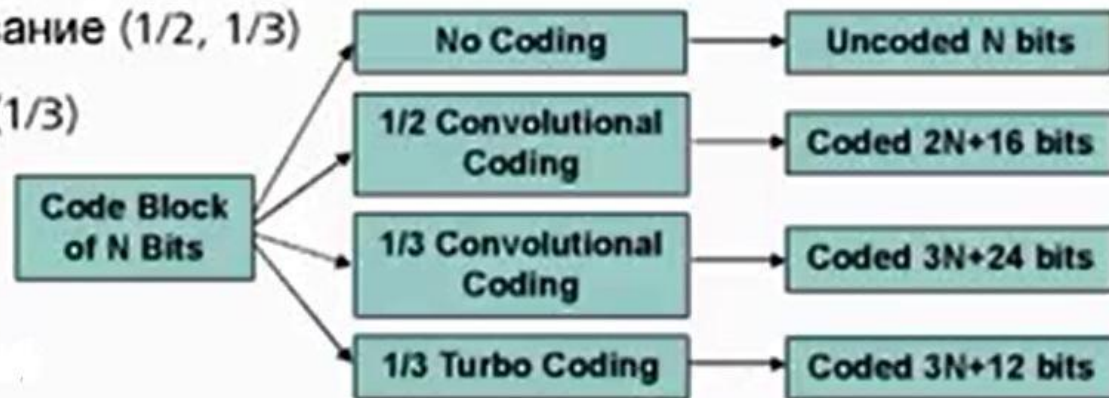 (1/2, 1/3)
(1/3)
Code Block
of N Bits
No Coding
Uncoded N bits
1/2 Convolutional
Coding
Coded 2N+16 bits
1/3 Convolutional
Coding
Coded 3N+24 bits
1/3 Turbo Coding
Coded 3N+12 bits